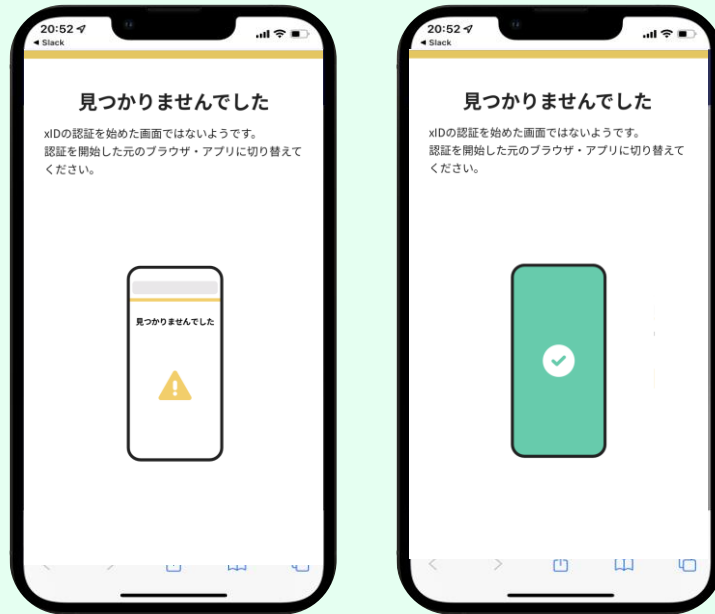 20:52
◀ Slack
見つかりませんでした
xIDの認証を始めた画面ではないようです。
認証を開始した元のブラウザ・アプリに切り替えて
ください。
見つかりませんでした
20:52
◀ Slack
見つかりませんでした
xIDの認証を始めた画面ではないようです。
認証を開始した元のブラウザ・アプリに切り替えて
ください。